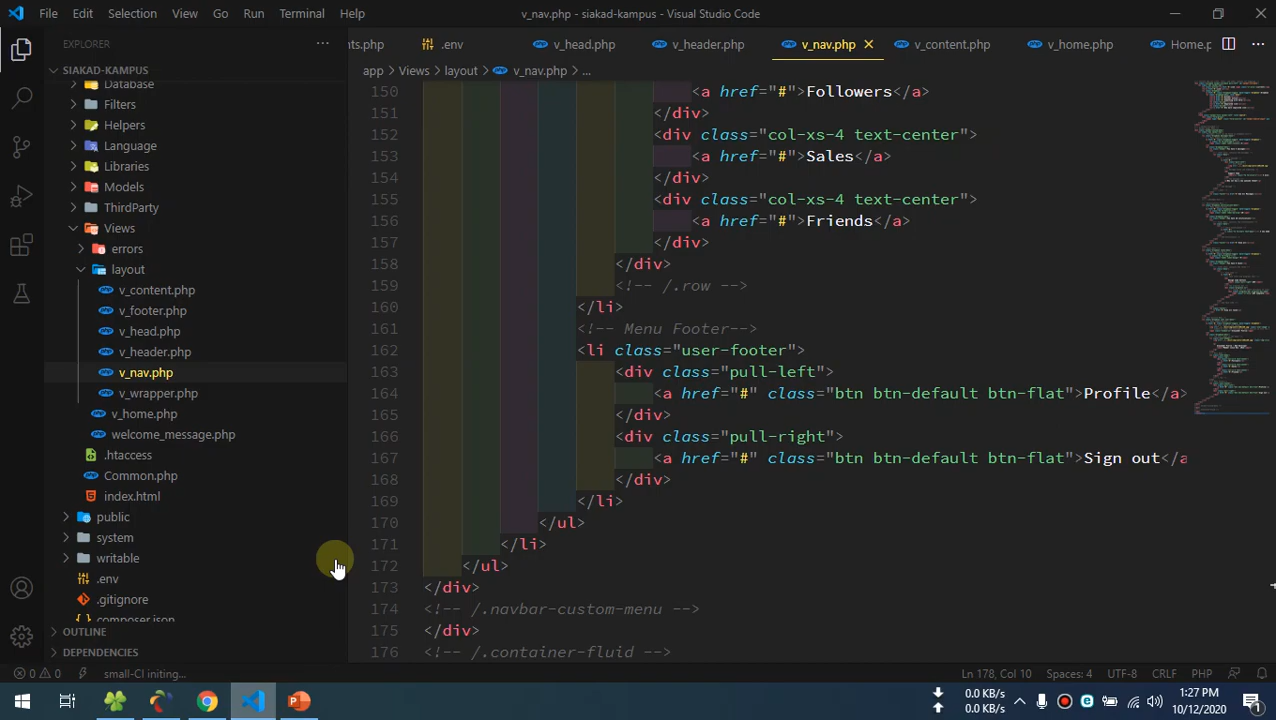 File Edit Selection View Go Run Terminal Help
v_nav.php - siakad-kampus - Visual Studio Code
EXPLORER
nts.php .env v_head.php v_header.php v_nav.php v_content.php v_home.php Home.p
SIAKAD-KAMPUS
app > Views > layout > v_nav.php > ...
Database
Filters
Helpers
Language
Libraries
Models
ThirdParty
Views
errors
layout
v_content.php
v_footer.php
v_head.php
v_header.php
v_nav.php
v_wrapper.php
v_home.php
welcome_message.php
.htaccess
Common.php
index.html
public
system
writable
.env
.gitignore
composer.json
OUTLINE
DEPENDENCIES
150 <a href="#">Followers</a>
151 </div>
152 <div class="col-xs-4 text-center">
153 <a href="#">Sales</a>
154 </div>
155 <div class="col-xs-4 text-center">
156 <a href="#">Friends</a>
157 </div>
158 </div>
159 <!-- /.row -->
160 </li>
161 <!-- Menu Footer-->
162 <li class="user-footer">
163 <div class="pull-left">
164 <a href="#" class="btn btn-default btn-flat">Profile</a>
165 </div>
166 <div class="pull-right">
167 <a href="#" class="btn btn-default btn-flat">Sign out</a
168 </div>
169 </li>
170 </ul>
171 </li>
172 </ul>
173 </div>
174 <!-- /.navbar-custom-menu -->
175 </div>
176 <!-- /.container-fluid -->
0 0 small-CI initing... Ln 178, Col 10 Spaces: 4 UTF-8 CRLF PHP
0.0 KB/s
0.0 KB/s
1:27 PM
10/12/2020
1